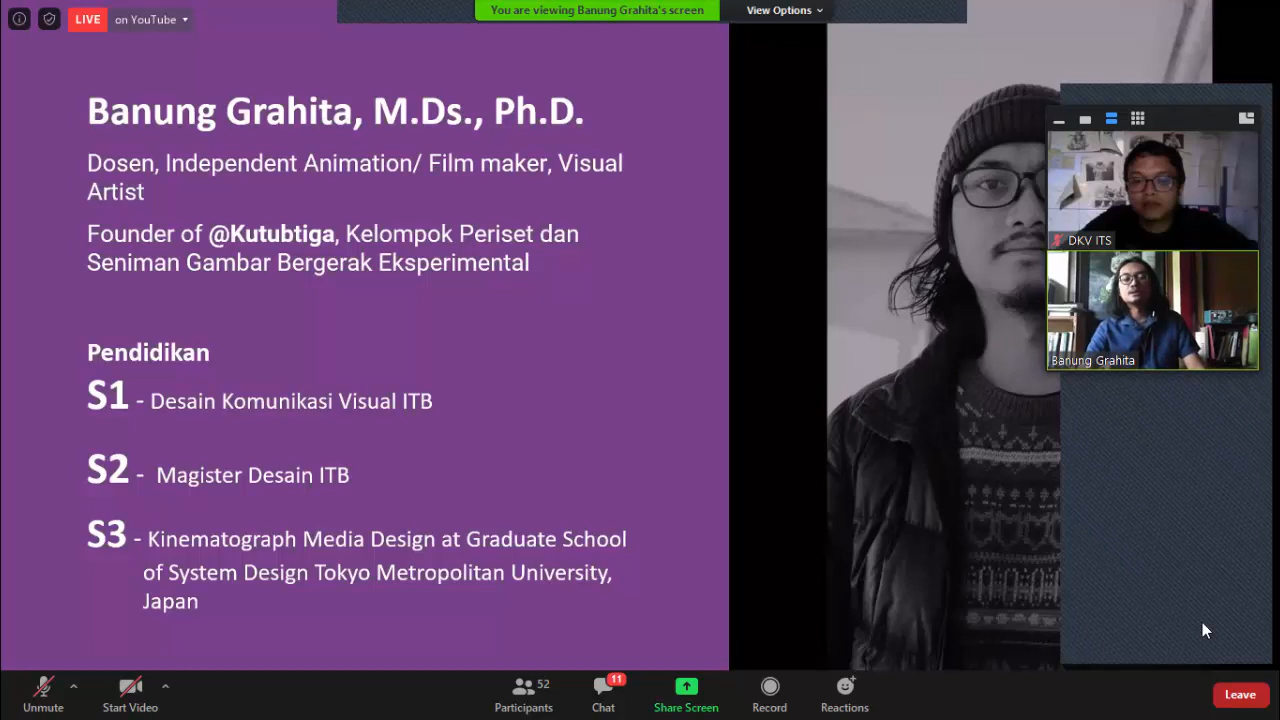 LIVE on YouTube
You are viewing Banung Grahita's screen
View Options
Banung Grahita, M.Ds., Ph.D.
Dosen, Independent Animation/ Film maker, Visual
Artist
Founder of @Kutubtiga, Kelompok Periset dan
Seniman Gambar Bergerak Eksperimental
Pendidikan
S1 - Desain Komunikasi Visual ITB
S2 - Magister Desain ITB
S3 - Kinematograph Media Design at Graduate School
of System Design Tokyo Metropolitan University,
Japan
DKV ITS
Banung Grahita
Unmute
Start Video
52
Participants
11
Chat
Share Screen
Record
Reactions
Leave